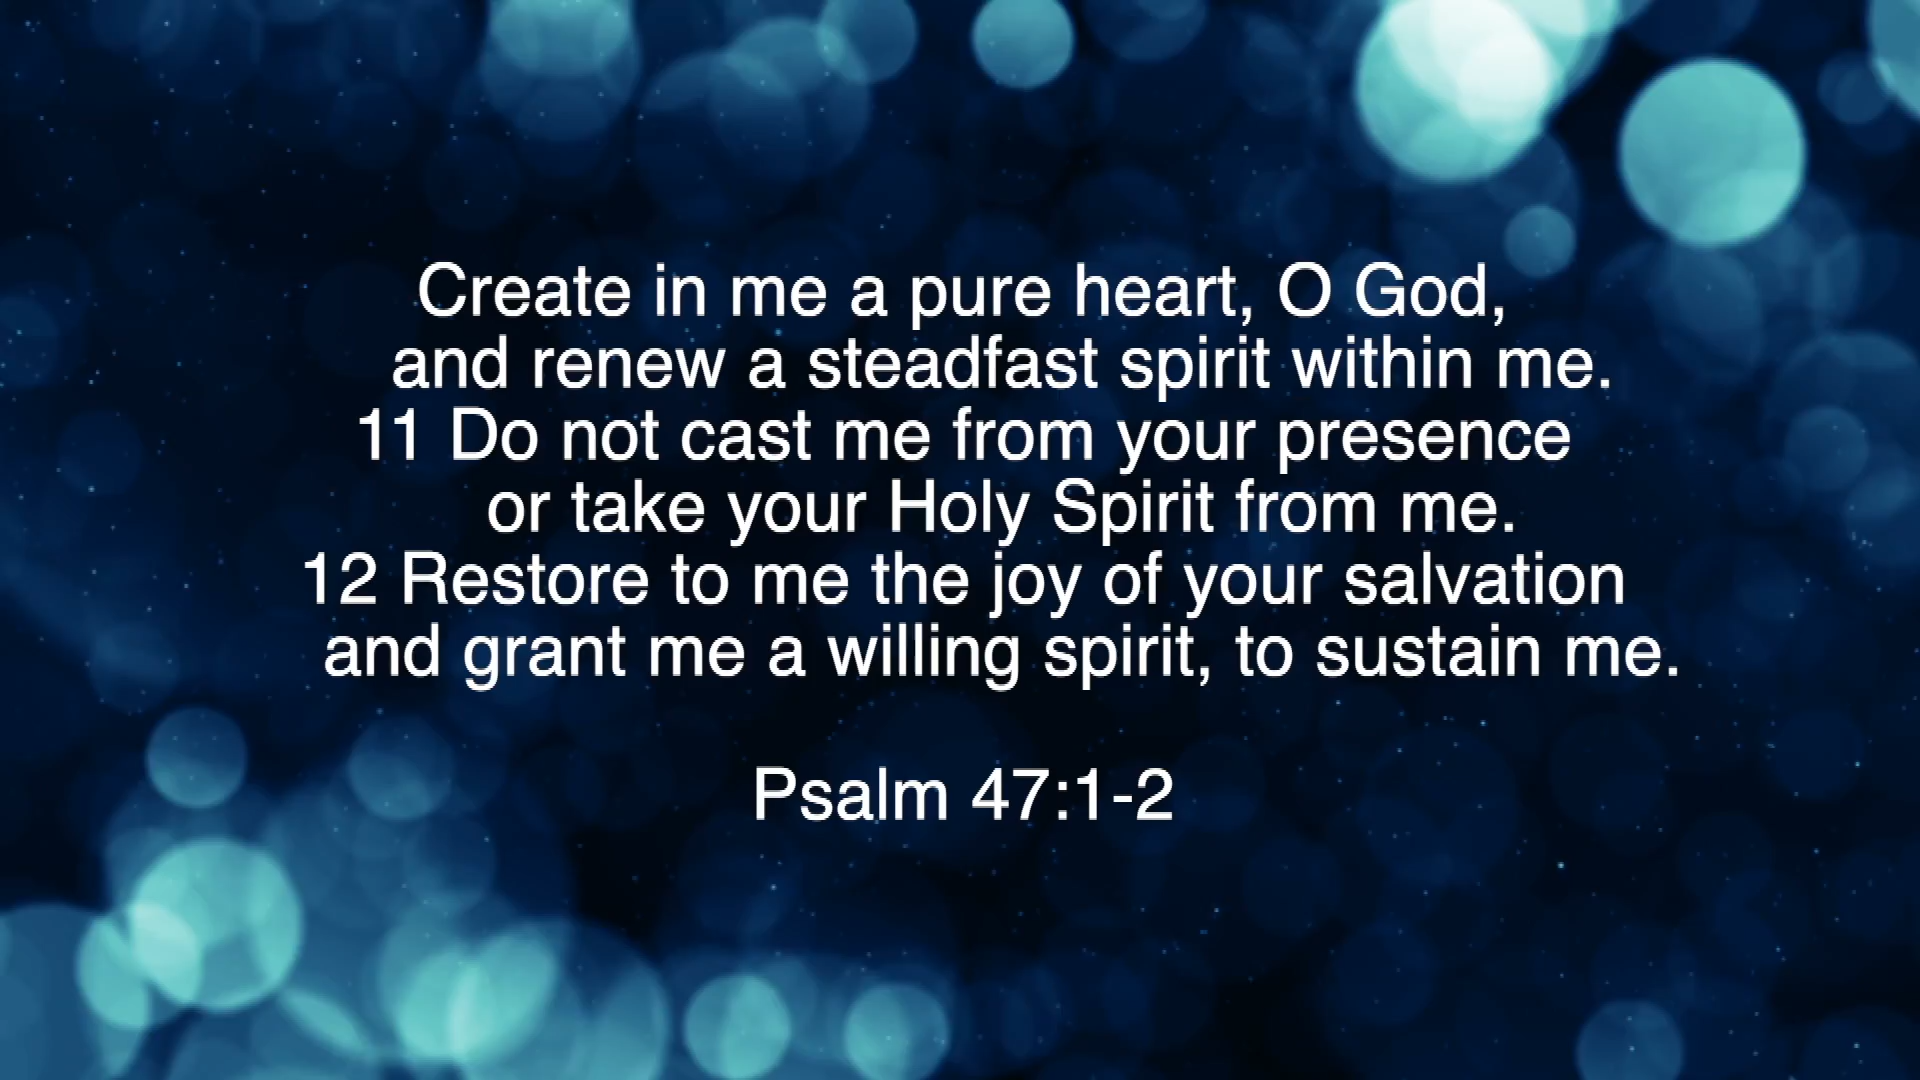 Create in me a pure heart, O God,
and renew a steadfast spirit within me.
11 Do not cast me from your presence
or take your Holy Spirit from me.
12 Restore to me the joy of your salvation
and grant me a willing spirit, to sustain me.
Psalm 47:1-2